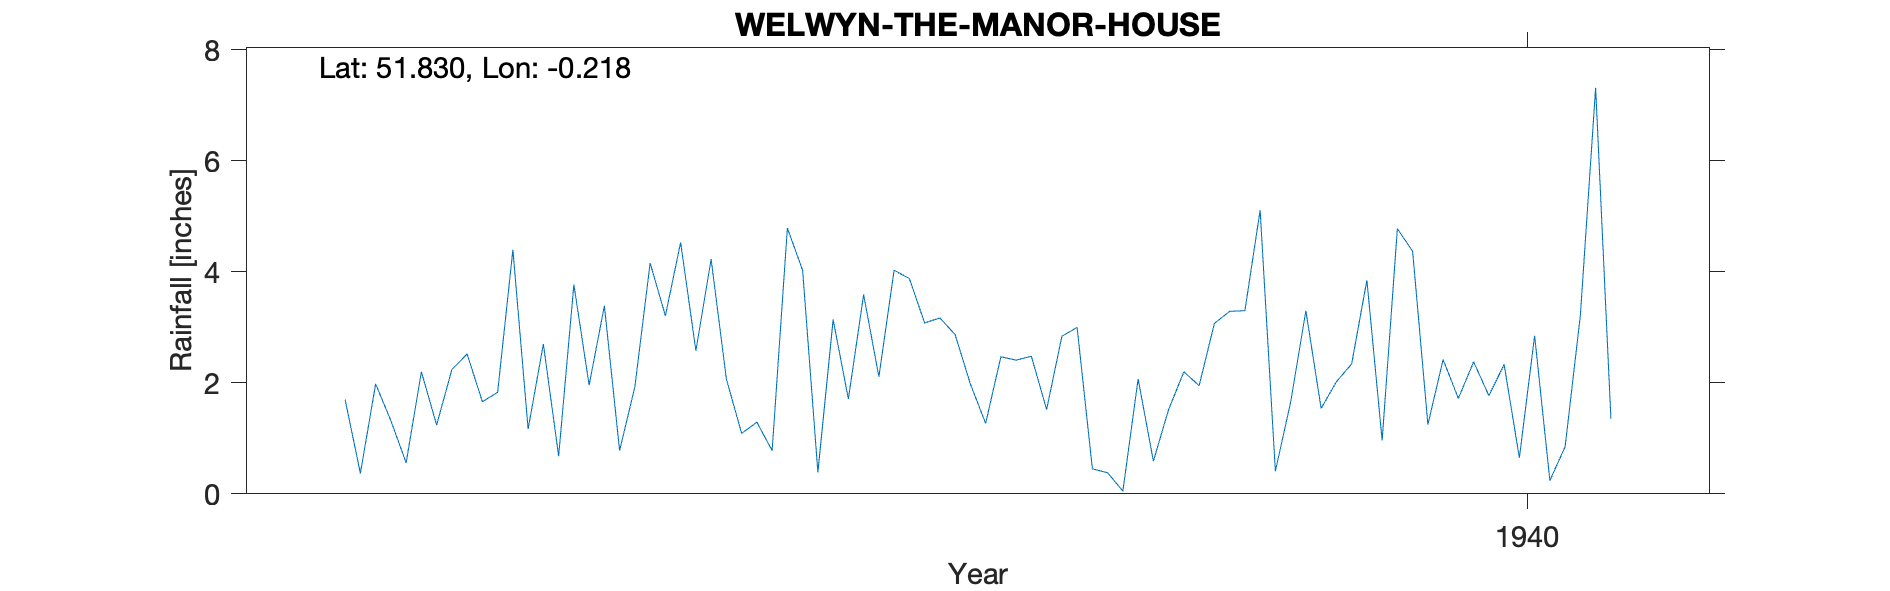 WELWYN-THE-MANOR-HOUSE
Lat: 51.830, Lon: -0.218
8
6
4
2
0
Rainfall [inches]
1940
Year